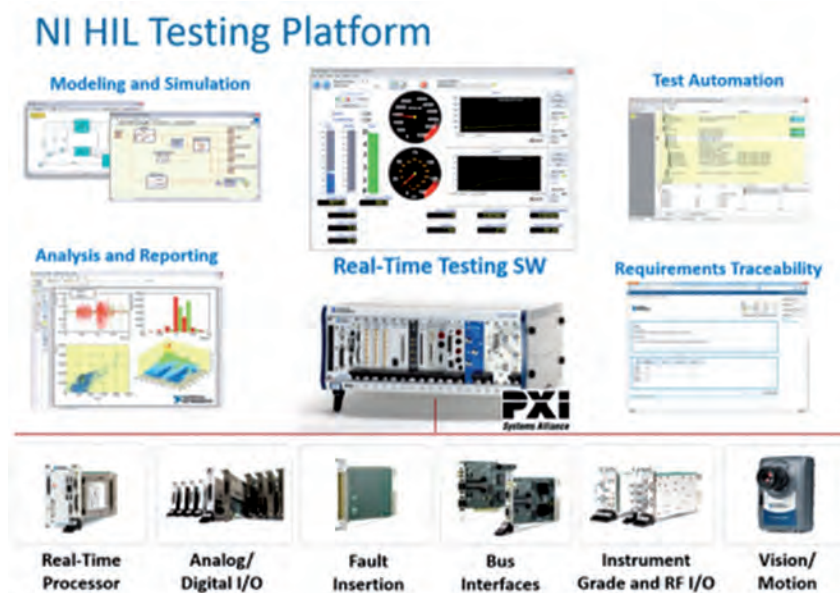 NI HIL Testing Platform
Modeling and Simulation
Test Automation
Analysis and Reporting
Real-Time Testing SW
Requirements Traceability
PXI
Systems Alliance
Real-Time
Processor
Analog/
Digital I/O
Fault
Insertion
Bus
Interfaces
Instrument
Grade and RF I/O
Vision/
Motion